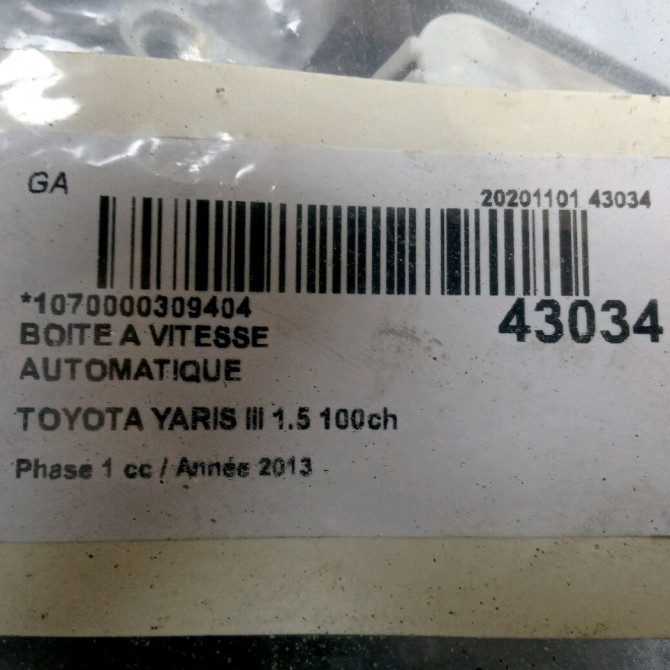 GA
20201101 43034
*1070000309404
43034
BOITE A VITESSE
AUTOMATIQUE
TOYOTA YARIS III 1.5 100ch
Phase 1 cc / Année 2013